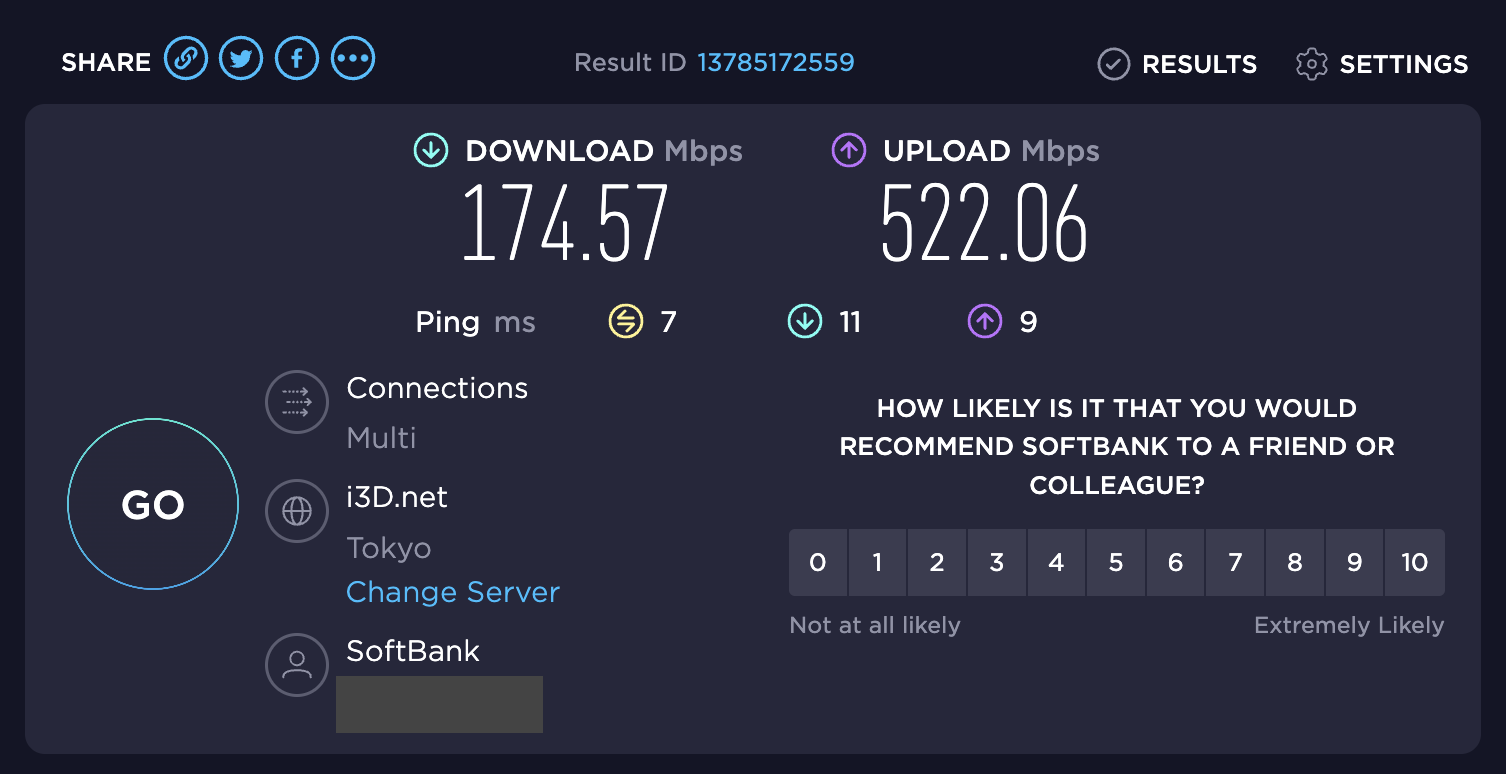 SHARE Result ID 13785172559 RESULTS SETTINGS
DOWNLOAD Mbps UPLOAD Mbps
174.57 522.06
Ping ms 7 11 9
Connections
Multi
GO
i3D.net
Tokyo
Change Server
SoftBank
HOW LIKELY IS IT THAT YOU WOULD
RECOMMEND SOFTBANK TO A FRIEND OR
COLLEAGUE?
0 1 2 3 4 5 6 7 8 9 10
Not at all likely Extremely Likely